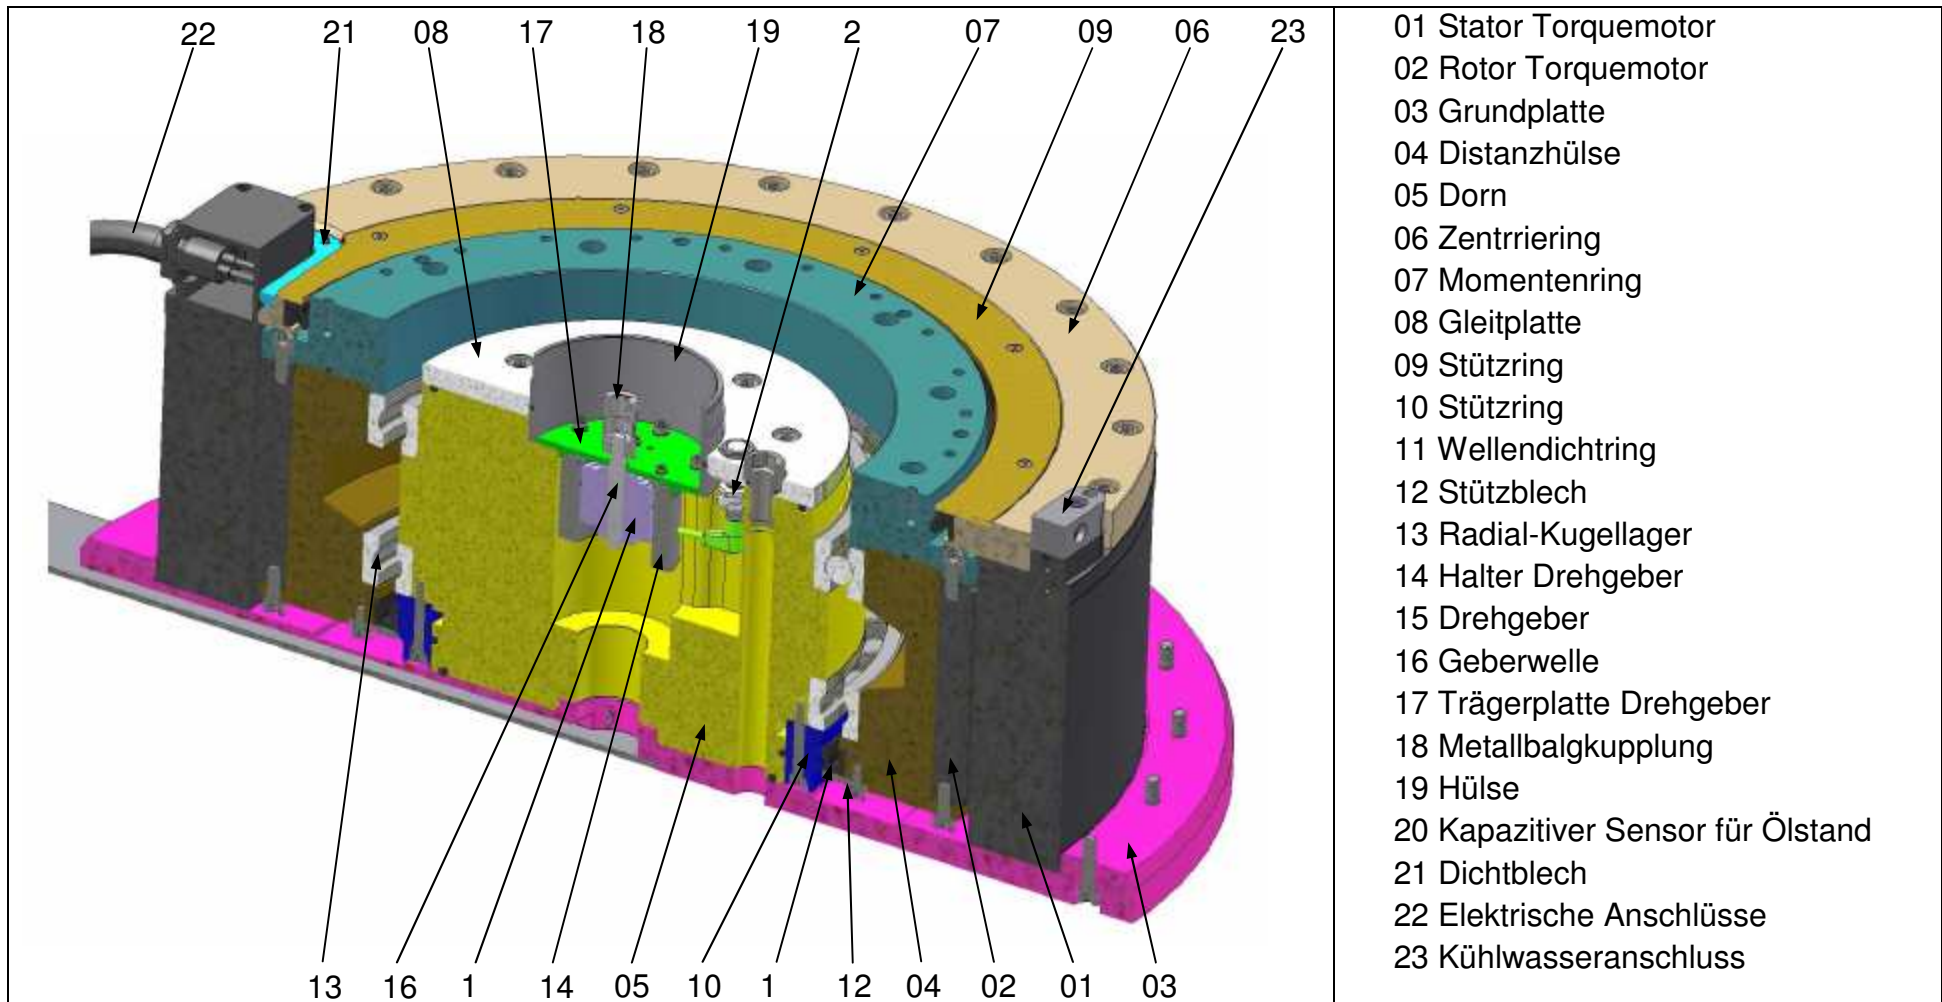 22 21 08 17 18 19 2 07 09 06 23
13 16 1 14 05 10 1 12 04 02 01 03
01 Stator Torquemotor
02 Rotor Torquemotor
03 Grundplatte
04 Distanzhülse
05 Dorn
06 Zentrriering
07 Momentenring
08 Gleitplatte
09 Stützring
10 Stützring
11 Wellendichtring
12 Stützblech
13 Radial-Kugellager
14 Halter Drehgeber
15 Drehgeber
16 Geberwelle
17 Trägerplatte Drehgeber
18 Metallbalgkupplung
19 Hülse
20 Kapazitiver Sensor für Ölstand
21 Dichtblech
22 Elektrische Anschlüsse
23 Kühlwasseranschluss